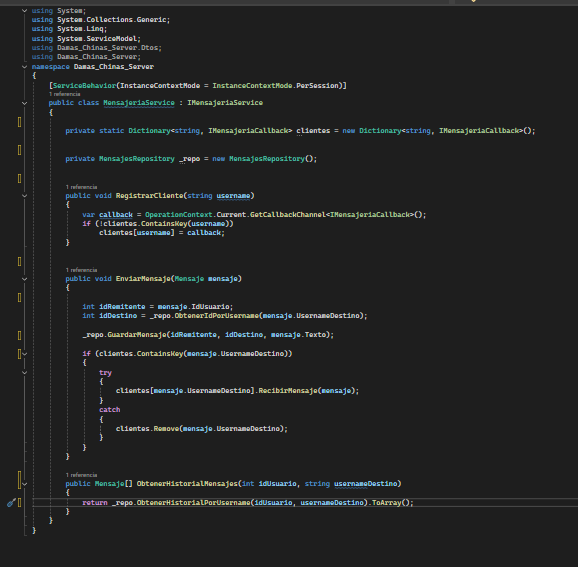 using System;
using System.Collections.Generic;
using System.Linq;
using System.ServiceModel;
using Damas_Chinas_Server.Dtos;
using Damas_Chinas_Server;
namespace Damas_Chinas_Server
{
[ServiceBehavior(InstanceContextMode = InstanceContextMode.PerSession)]
1 referencia
public class MensajeriaService : IMensajeriaService
{
private static Dictionary<string, IMensajeriaCallback> clientes = new Dictionary<string, IMensajeriaCallback>();
private MensajesRepository _repo = new MensajesRepository();
1 referencia
public void RegistrarCliente(string username)
{
var callback = OperationContext.Current.GetCallbackChannel<IMensajeriaCallback>();
if (!clientes.ContainsKey(username))
clientes[username] = callback;
}
1 referencia
public void EnviarMensaje(Mensaje mensaje)
{
int idRemitente = mensaje.IdUsuario;
int idDestino = _repo.ObtenerIdPorUsername(mensaje.UsernameDestino);
_repo.GuardarMensaje(idRemitente, idDestino, mensaje.Texto);
if (clientes.ContainsKey(mensaje.UsernameDestino))
{
try
{
clientes[mensaje.UsernameDestino].RecibirMensaje(mensaje);
}
catch
{
clientes.Remove(mensaje.UsernameDestino);
}
}
}
1 referencia
public Mensaje[] ObtenerHistorialMensajes(int idUsuario, string usernameDestino)
{
return _repo.ObtenerHistorialPorUsername(idUsuario, usernameDestino).ToArray();
}
}
}